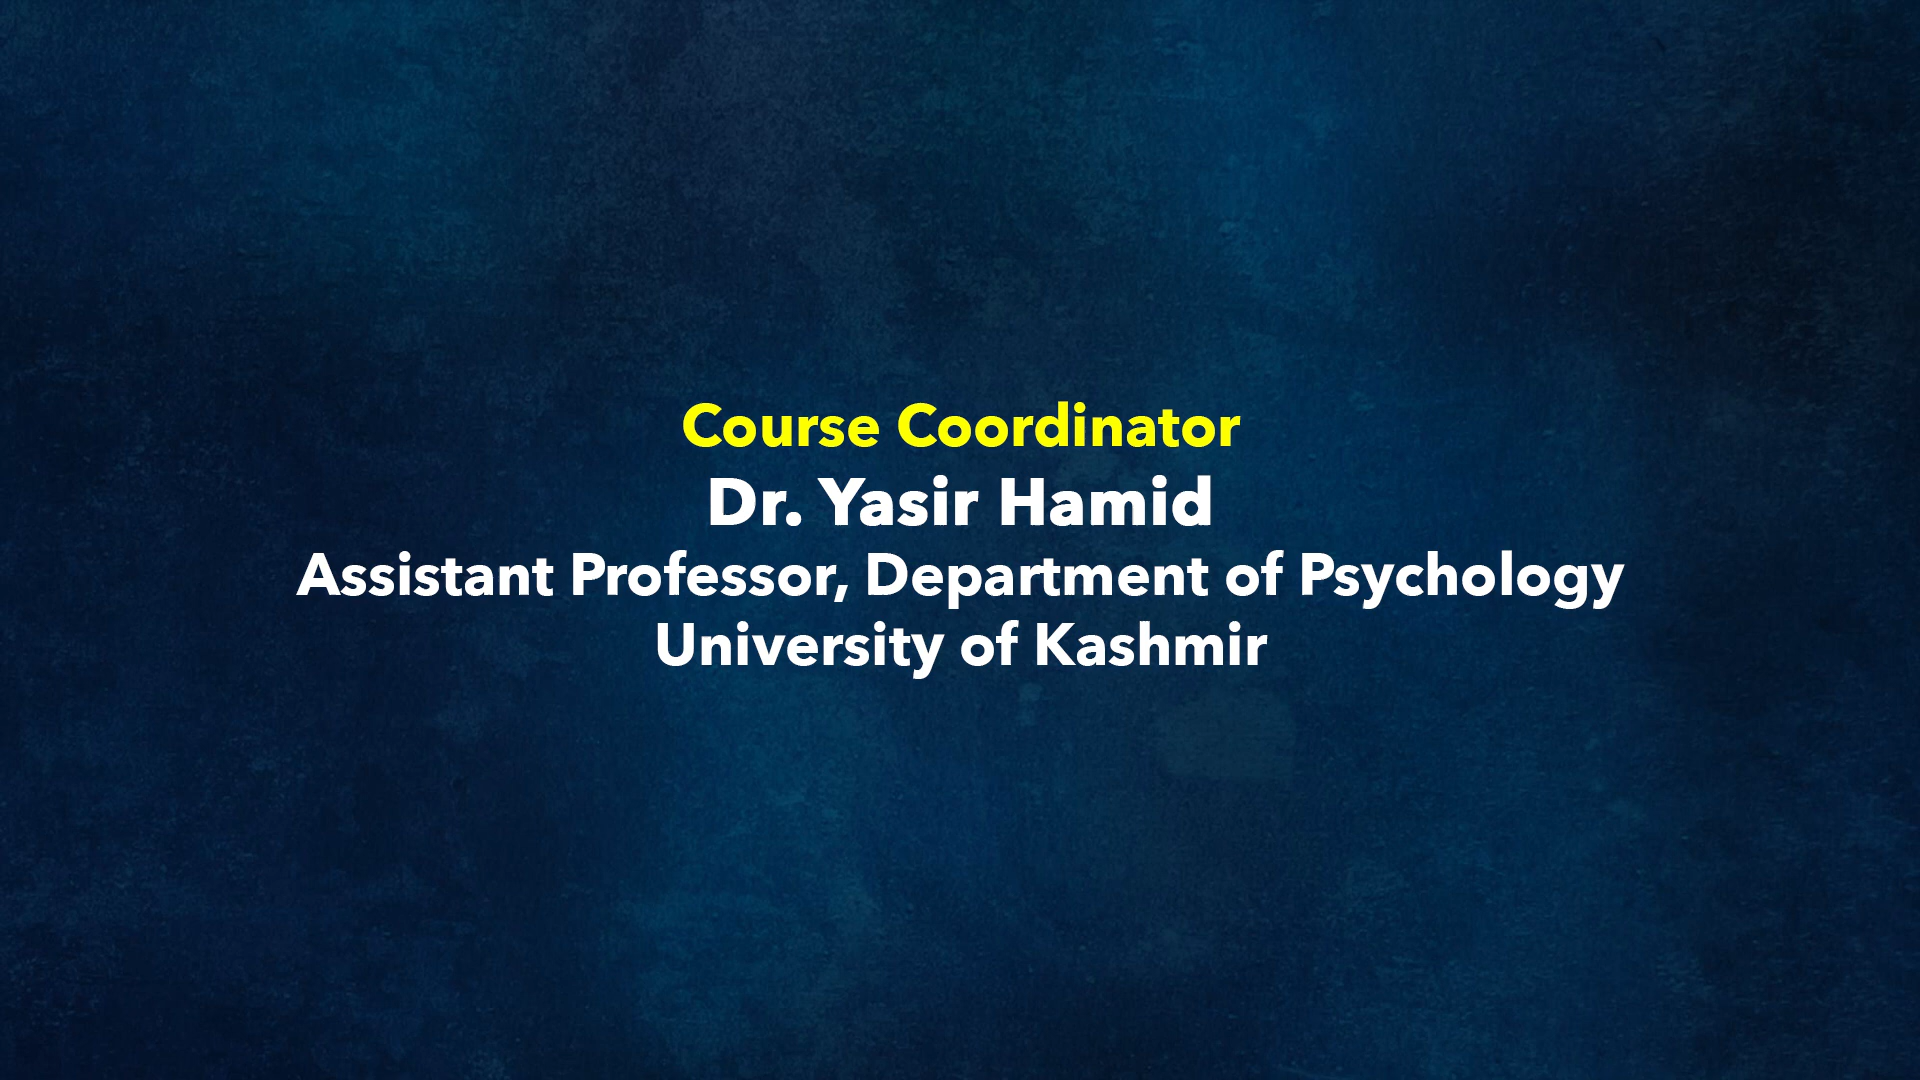 Course Coordinator
Dr. Yasir Hamid
Assistant Professor, Department of Psychology
University of Kashmir